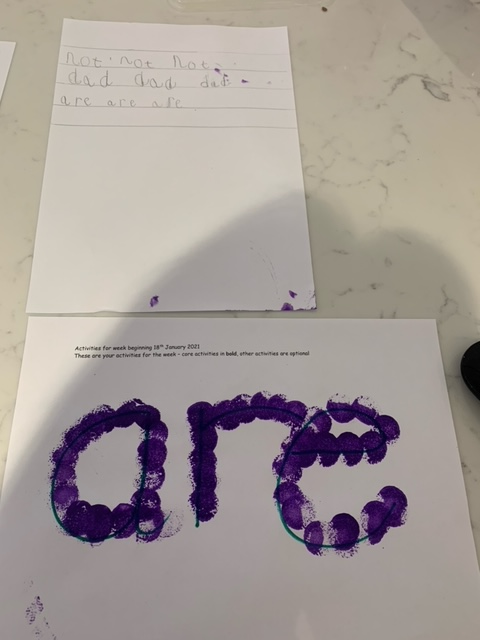 not not not
dad dad dad
are are are
Activities for week beginning 18th January 2021
These are your activities for the week – core activities in bold, other activities are optional
are